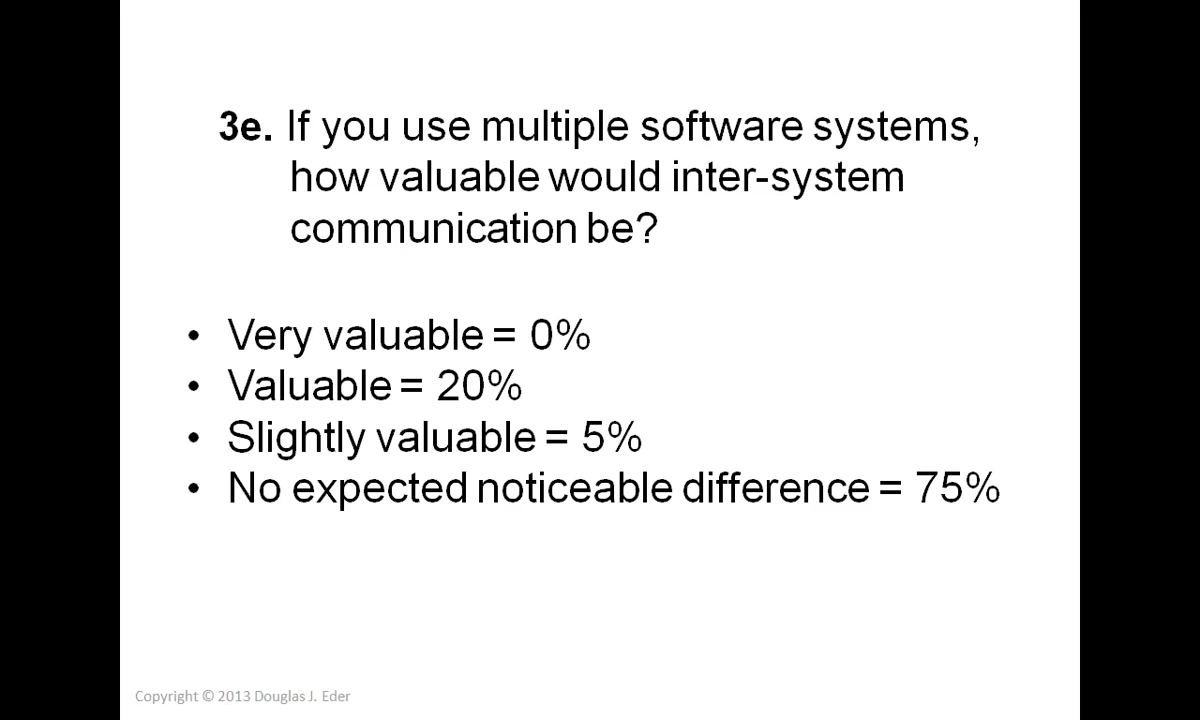 3e. If you use multiple software systems,
how valuable would inter-system
communication be?
• Very valuable = 0%
• Valuable = 20%
• Slightly valuable = 5%
• No expected noticeable difference = 75%
Copyright © 2013 Douglas J. Eder